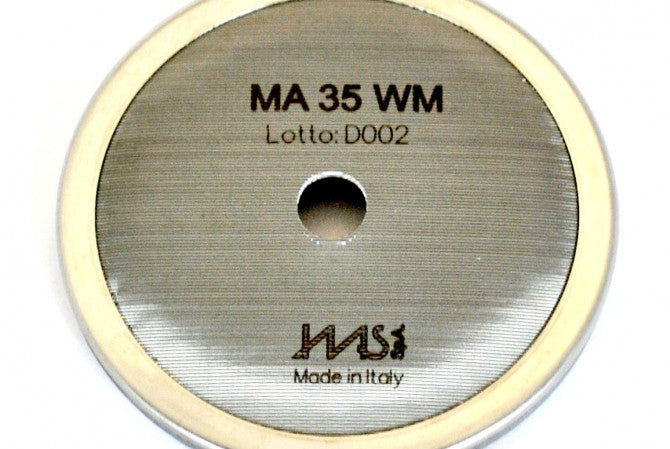 MA 35 WM
Lotto: D002
IMS
Made in Italy